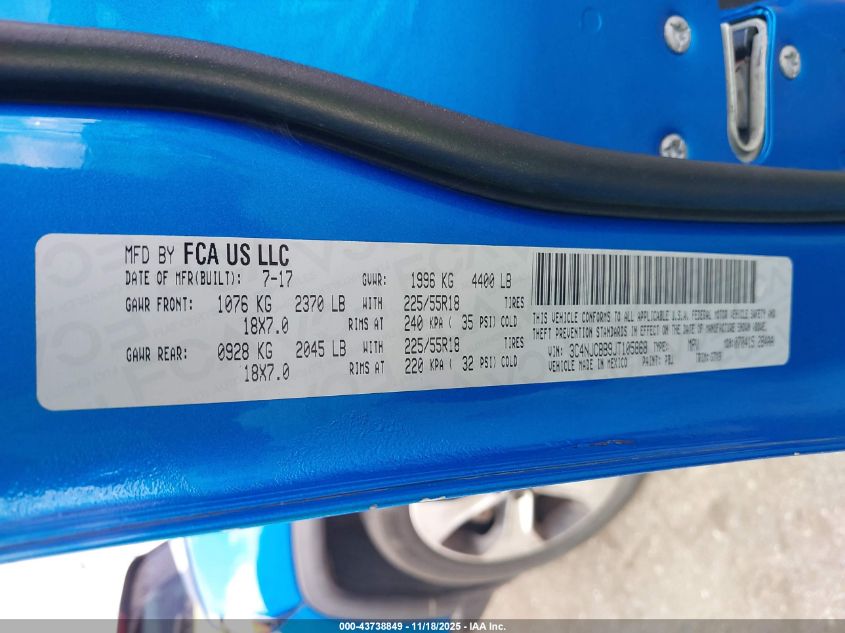 MFD BY FCA US LLC
DATE OF MFR(BUILT): 7-17 GVWR: 1996 KG 4400 LB
GAWR FRONT: 1076 KG 2370 LB WITH 225/55R18 TIRES
18X7.0 RIMS AT 240 KPA ( 35 PSI) COLD
GAWR REAR: 0928 KG 2045 LB WITH 225/55R18 TIRES
18X7.0 RIMS AT 220 KPA ( 32 PSI) COLD
THIS VEHICLE CONFORMS TO ALL APPLICABLE U.S.A. FEDERAL MOTOR VEHICLE SAFETY AND
THEFT PREVENTION STANDARDS IN EFFECT ON THE DATE OF MANUFACTURE SHOWN ABOVE.
VIN: 3C4NJCBB9JT105868 TYPE: MPV
VEHICLE MADE IN MEXICO PAINT: PBJ TRIM:
000-43738849 - 11/18/2025 - IAA Inc.